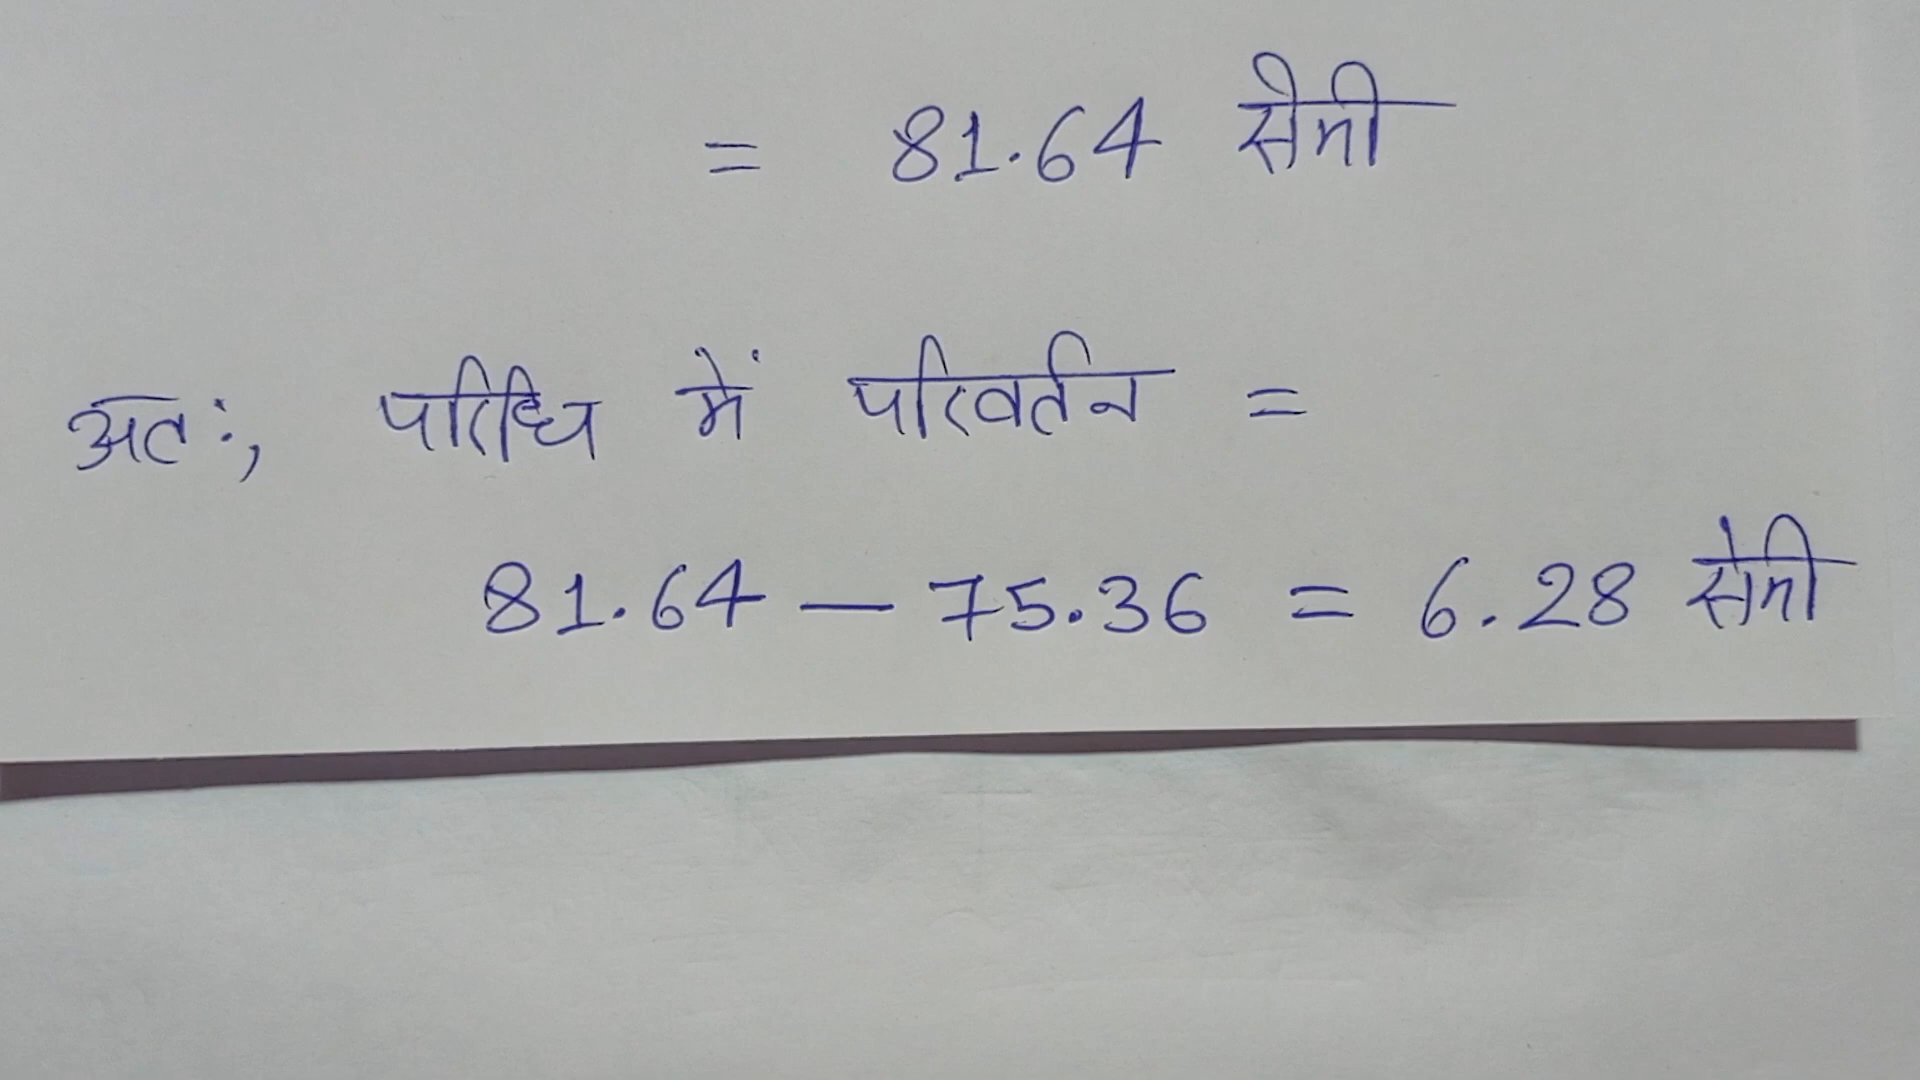 = 81.64 सेमी
अतः, परिधि में परिवर्तन =
81.64 — 75.36 = 6.28 सेमी